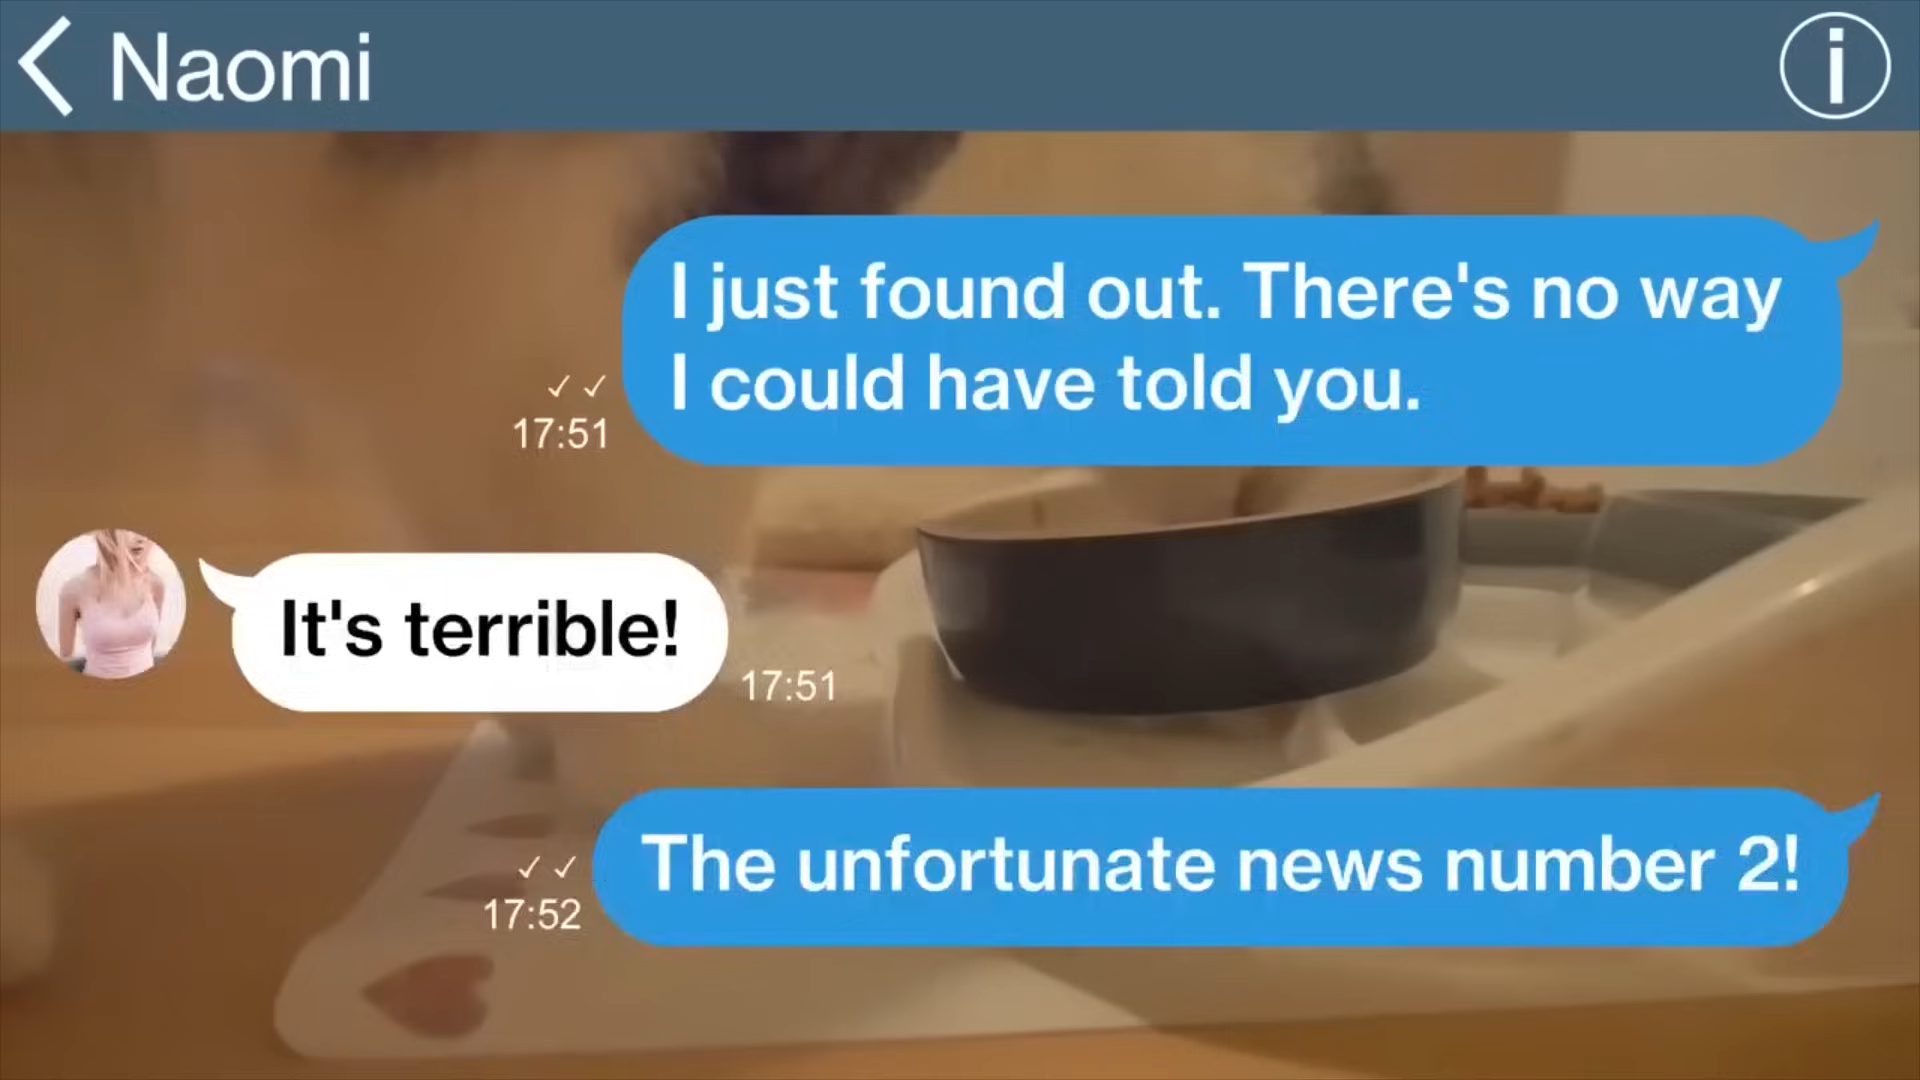 Naomi
I just found out. There's no way
I could have told you.
✓✓
17:51
It's terrible!
17:51
The unfortunate news number 2!
✓✓
17:52